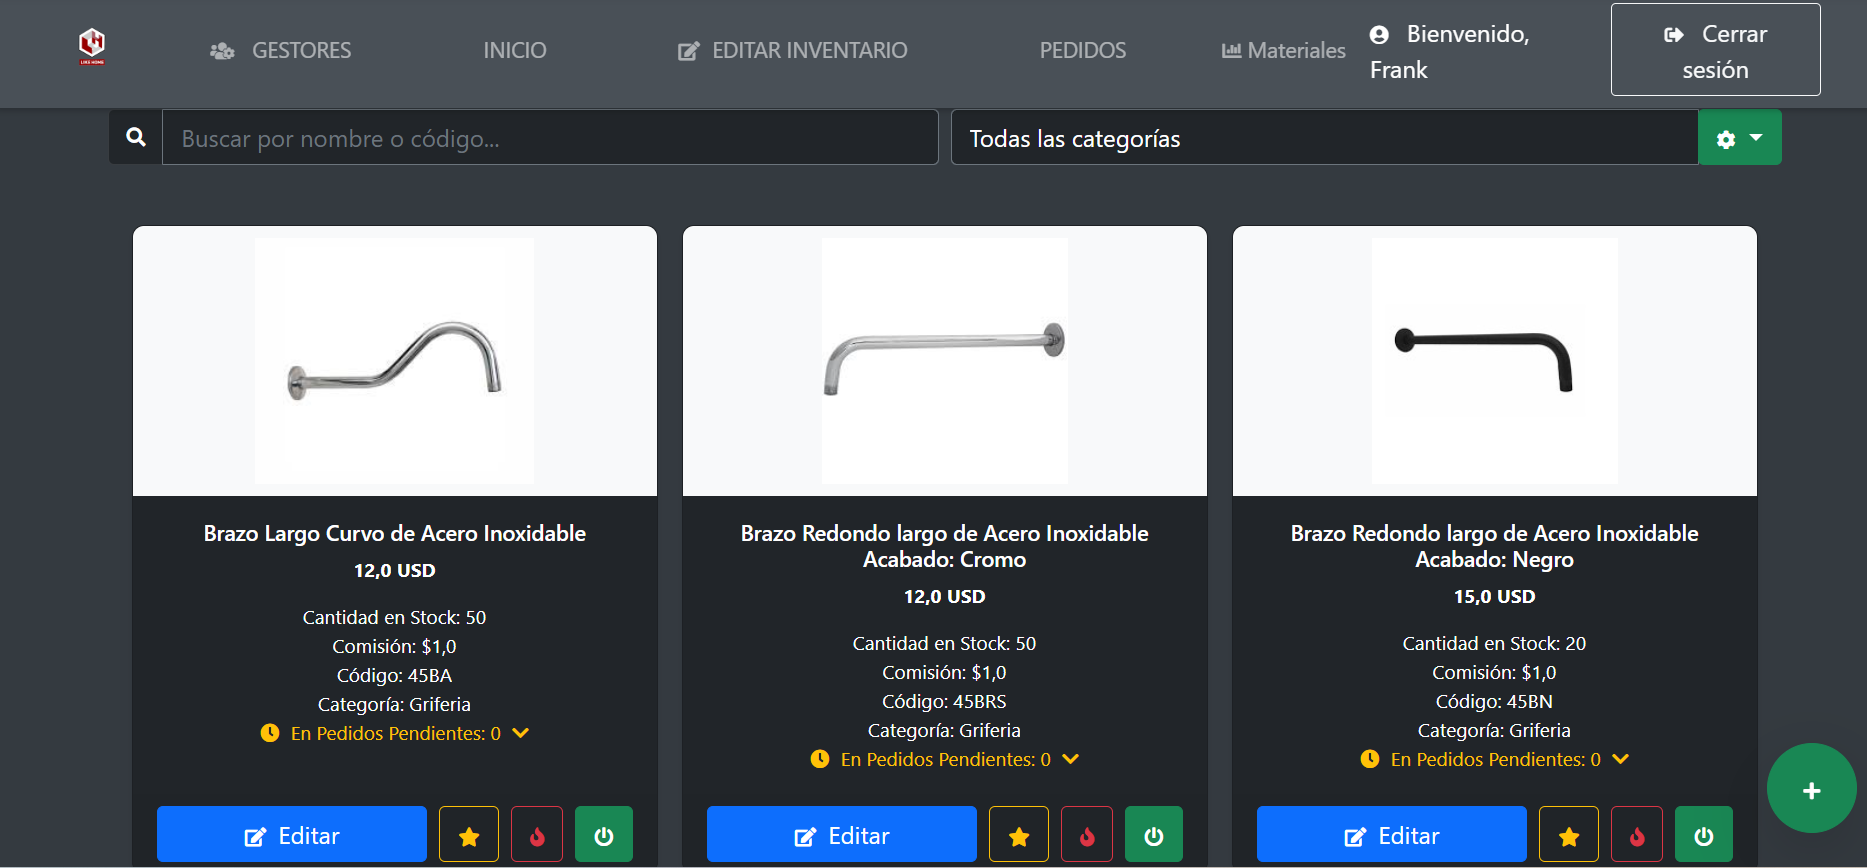 LIKE HOME
GESTORES
INICIO
EDITAR INVENTARIO
PEDIDOS
Materiales
Bienvenido,
Frank
Cerrar
sesión
Buscar por nombre o código...
Todas las categorías
Brazo Largo Curvo de Acero Inoxidable
12,0 USD
Cantidad en Stock: 50
Comisión: $1,0
Código: 45BA
Categoría: Griferia
En Pedidos Pendientes: 0
Editar
Brazo Redondo largo de Acero Inoxidable
Acabado: Cromo
12,0 USD
Cantidad en Stock: 50
Comisión: $1,0
Código: 45BRS
Categoría: Griferia
En Pedidos Pendientes: 0
Editar
Brazo Redondo largo de Acero Inoxidable
Acabado: Negro
15,0 USD
Cantidad en Stock: 20
Comisión: $1,0
Código: 45BN
Categoría: Griferia
En Pedidos Pendientes: 0
Editar
+